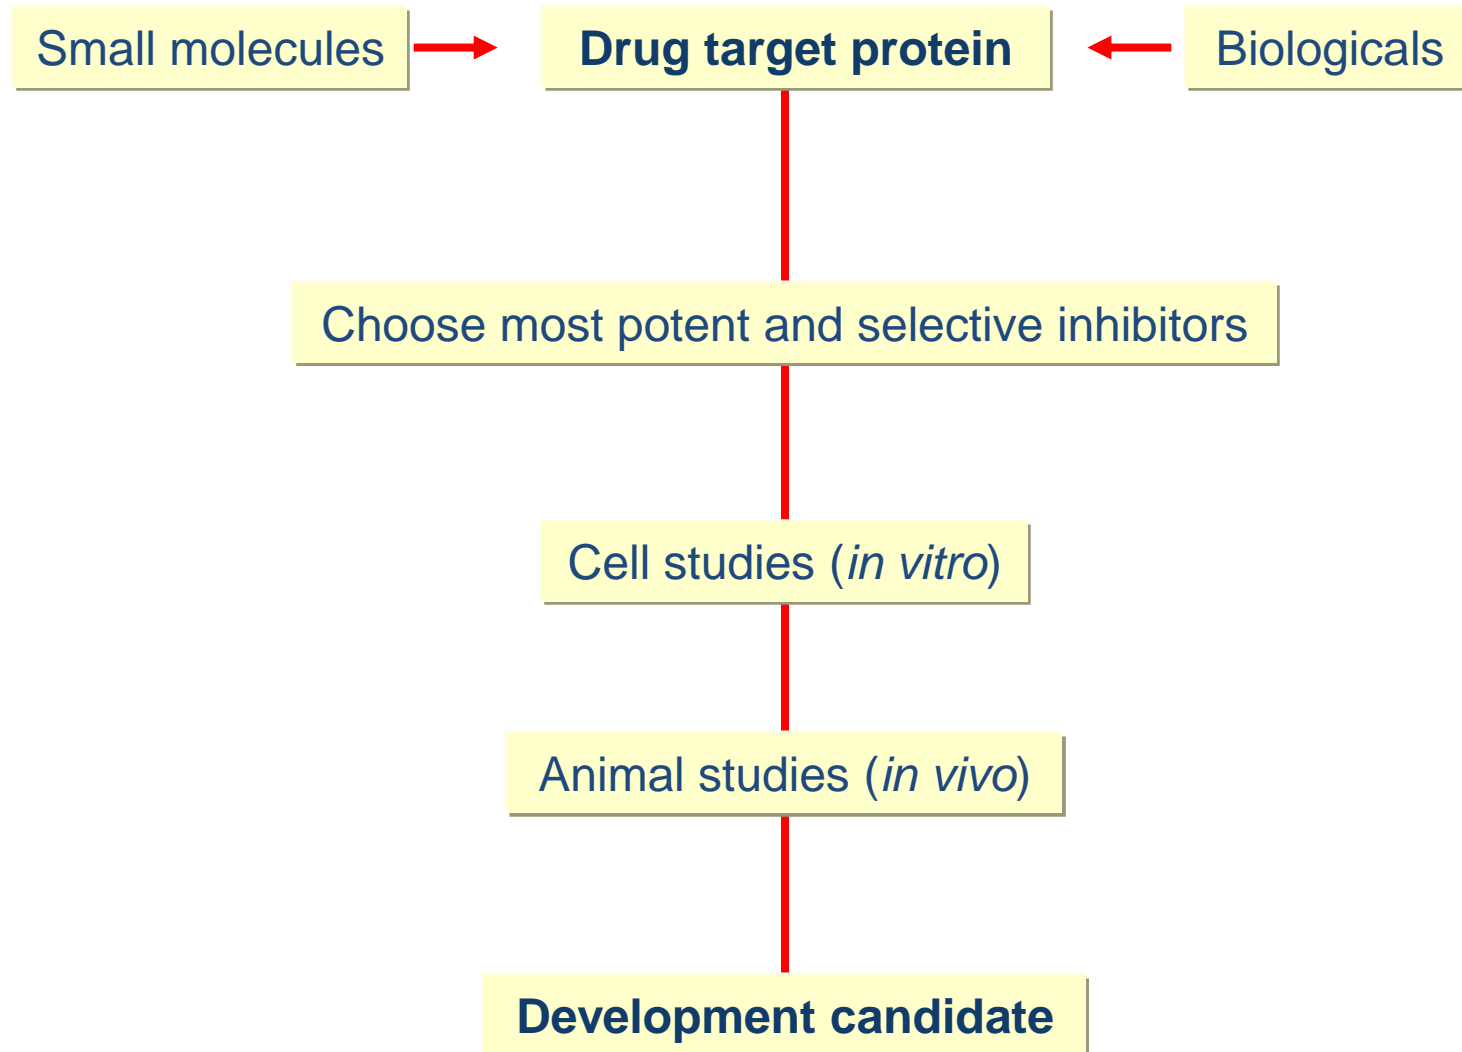 Small molecules
Drug target protein
Biologicals
Choose most potent and selective inhibitors
Cell studies (in vitro)
Animal studies (in vivo)
Development candidate